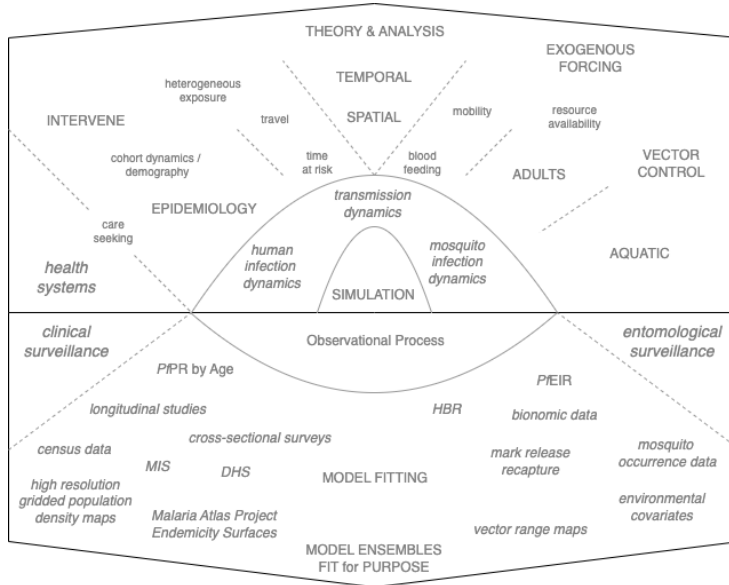 THEORY & ANALYSIS
EXOGENOUS
FORCING
TEMPORAL
heterogeneous
exposure
INTERVENE
travel
SPATIAL
mobility
resource
availability
cohort dynamics /
demography
time
at risk
blood
feeding
ADULTS
VECTOR
CONTROL
EPIDEMIOLOGY
transmission
dynamics
care
seeking
human
infection
dynamics
mosquito
infection
dynamics
AQUATIC
health
systems
SIMULATION
clinical
surveillance
Observational Process
entomological
surveillance
PfPR by Age
PfEIR
longitudinal studies
HBR
bionomic data
census data
cross-sectional surveys
MIS
DHS
MODEL FITTING
mark release
recapture
mosquito
occurrence data
high resolution
gridded population
density maps
Malaria Atlas Project
Endemicity Surfaces
vector range maps
environmental
covariates
MODEL ENSEMBLES
FIT for PURPOSE